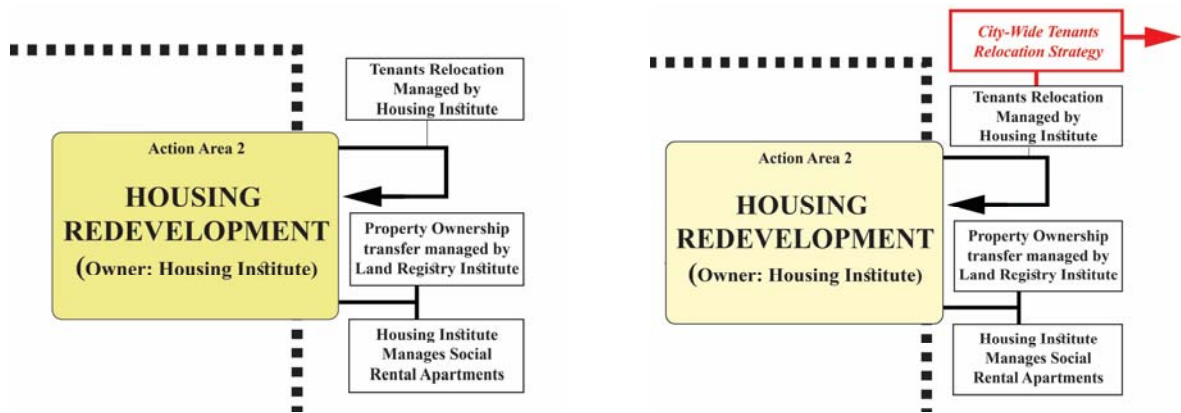 Tenants Relocation
Managed by
Housing Institute
Action Area 2
HOUSING
REDEVELOPMENT
(Owner: Housing Institute)
Property Ownership
transfer managed by
Land Registry Institute
Housing Institute
Manages Social
Rental Apartments
City-Wide Tenants
Relocation Strategy
Tenants Relocation
Managed by
Housing Institute
Action Area 2
HOUSING
REDEVELOPMENT
(Owner: Housing Institute)
Property Ownership
transfer managed by
Land Registry Institute
Housing Institute
Manages Social
Rental Apartments